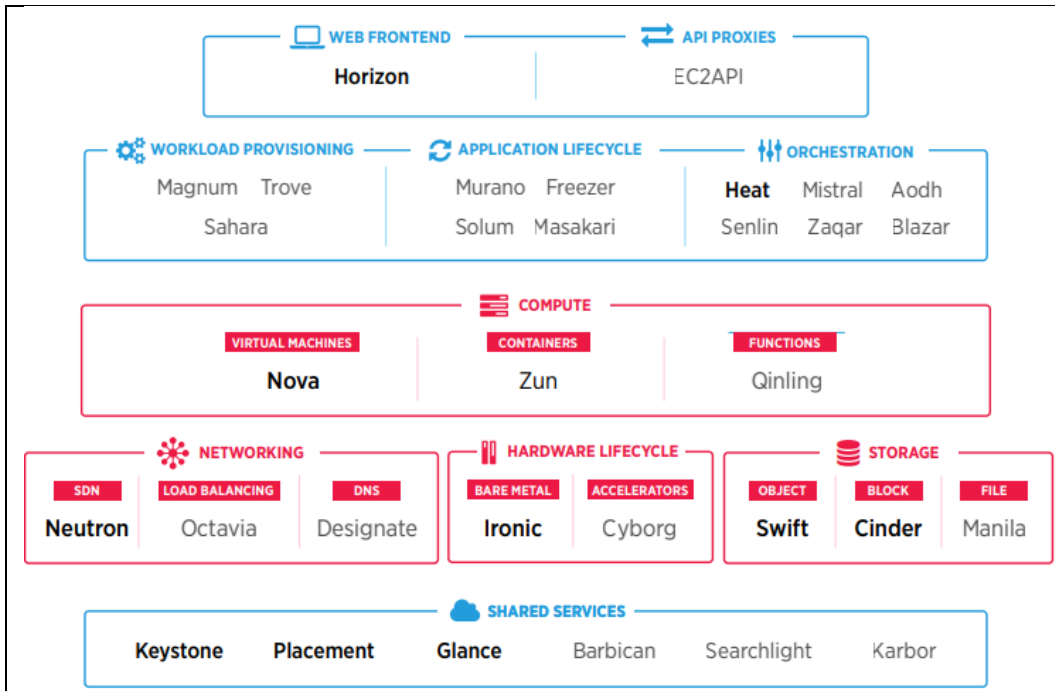 WEB FRONTEND API PROXIES
Horizon EC2API
WORKLOAD PROVISIONING APPLICATION LIFECYCLE ORCHESTRATION
Magnum Trove Murano Freezer Heat Mistral Aodh
Sahara Solum Masakari Senlin Zaqar Blazar
COMPUTE
VIRTUAL MACHINES CONTAINERS FUNCTIONS
Nova Zun Qinling
NETWORKING HARDWARE LIFECYCLE STORAGE
SDN LOAD BALANCING DNS BARE METAL ACCELERATORS OBJECT BLOCK FILE
Neutron Octavia Designate Ironic Cyborg Swift Cinder Manila
SHARED SERVICES
Keystone Placement Glance Barbican Searchlight Karbor